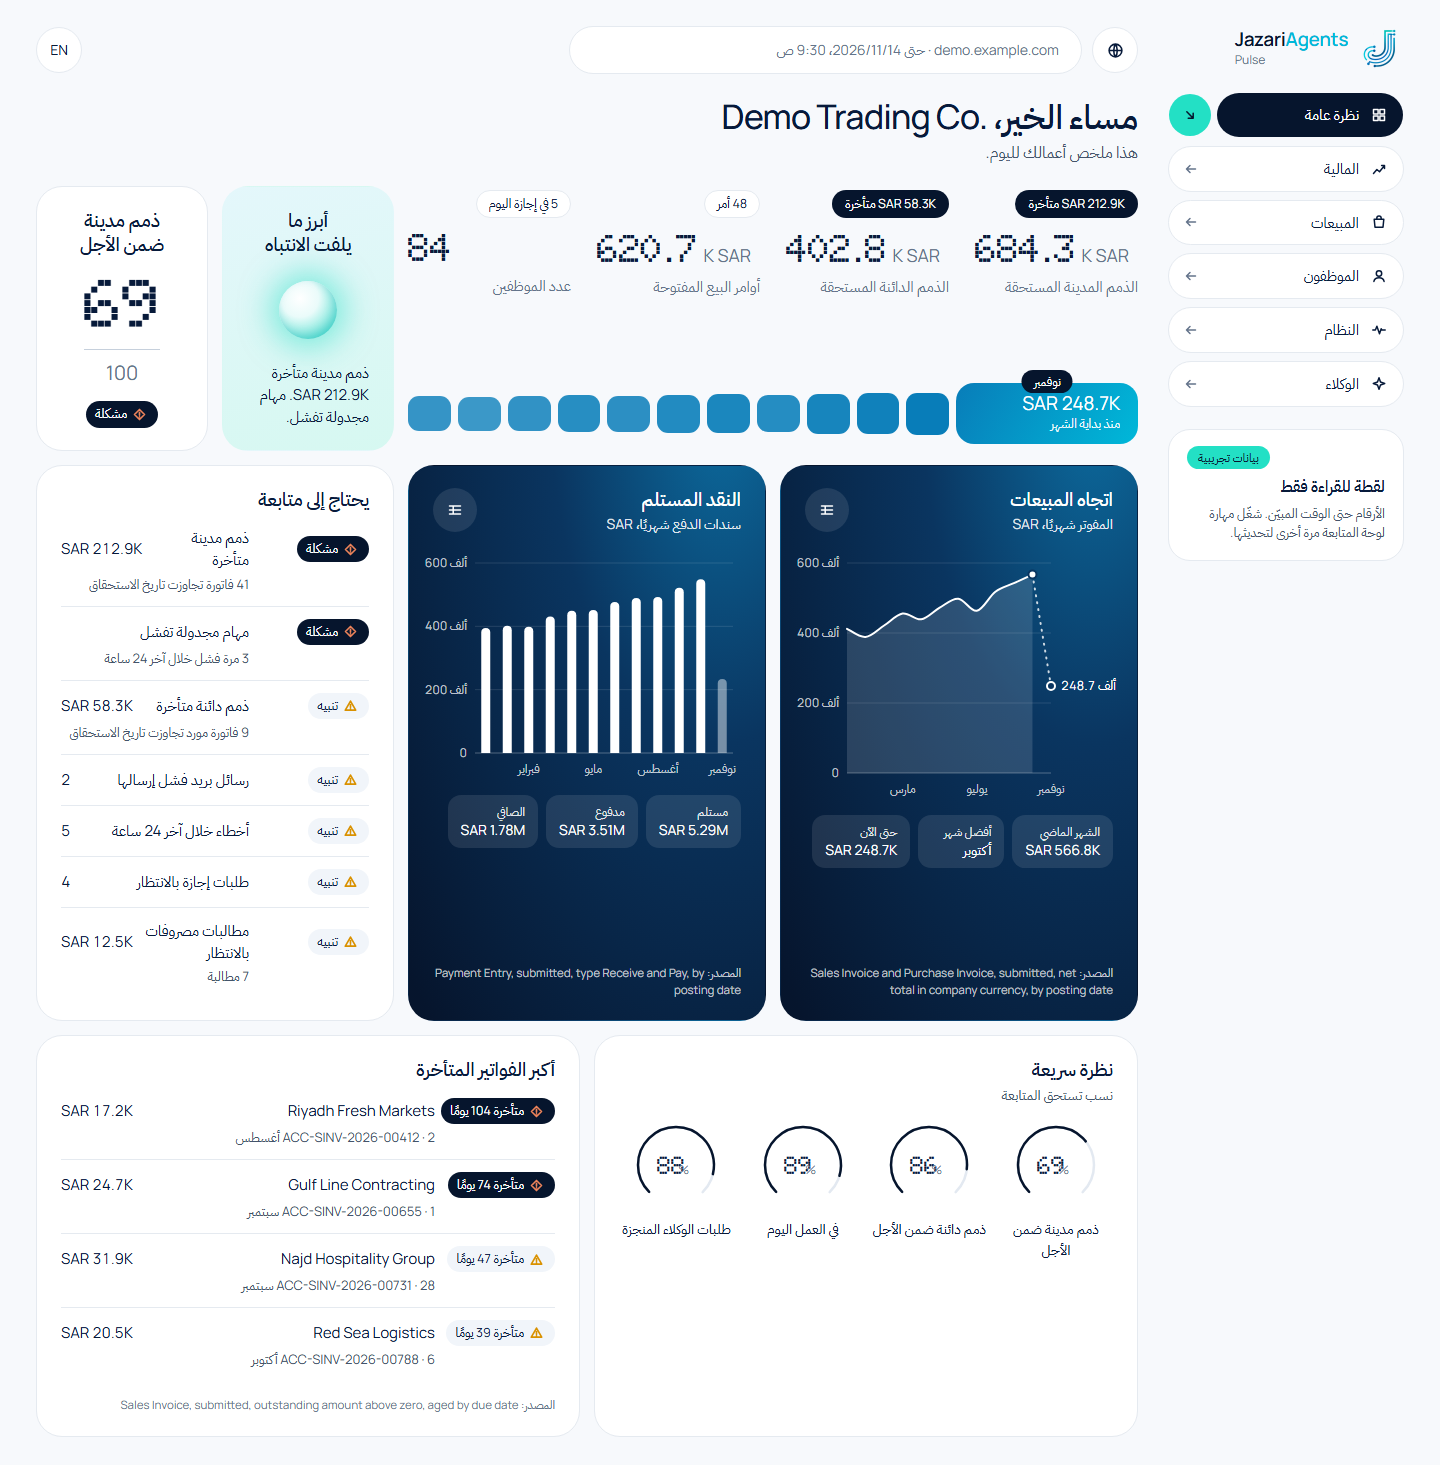 JazariAgents
Pulse
demo.example.com · حتى 2026/11/14، 9:30 ص
EN
نظرة عامة
المالية
المبيعات
الموظفون
النظام
الوكلاء
بيانات تجريبية
لقطة للقراءة فقط
الأرقام حتى الوقت المبيّن. شغّل مهارة
لوحة المتابعة مرة أخرى لتحديثها.
مساء الخير، Demo Trading Co.
هذا ملخص أعمالك لليوم.
SAR 212.9K متأخرة
684.3 K SAR
الذمم المدينة المستحقة
SAR 58.3K متأخرة
402.8 K SAR
الذمم الدائنة المستحقة
48 أمر
620.7 K SAR
أوامر البيع المفتوحة
5 في إجازة اليوم
84
عدد الموظفين
نوفمبر
SAR 248.7K
منذ بداية الشهر
أبرز ما
يلفت الانتباه
ذمم مدينة متأخرة
SAR 212.9K. مهام
مجدولة تفشل.
ذمم مدينة
ضمن الأجل
69
100
مشكلة
اتجاه المبيعات
المفوتر شهريًا، SAR
600 ألف
400 ألف
200 ألف
0
248.7 ألف
مارس
يوليو
نوفمبر
الشهر الماضي
SAR 566.8K
أفضل شهر
أكتوبر
حتى الآن
SAR 248.7K
المصدر: Sales Invoice and Purchase Invoice, submitted, net
total in company currency, by posting date
النقد المستلم
سندات الدفع شهريًا، SAR
600 ألف
400 ألف
200 ألف
0
فبراير
مايو
أغسطس
نوفمبر
مستلم
SAR 5.29M
مدفوع
SAR 3.51M
الصافي
SAR 1.78M
المصدر: Payment Entry, submitted, type Receive and Pay, by
posting date
يحتاج إلى متابعة
مشكلة
ذمم مدينة
متأخرة
SAR 212.9K
41 فاتورة تجاوزت تاريخ الاستحقاق
مشكلة
مهام مجدولة تفشل
3 مرة فشل خلال آخر 24 ساعة
تنبيه
ذمم دائنة متأخرة
SAR 58.3K
9 فاتورة مورد تجاوزت تاريخ الاستحقاق
تنبيه
رسائل بريد فشل إرسالها
2
تنبيه
أخطاء خلال آخر 24 ساعة
5
تنبيه
طلبات إجازة بالانتظار
4
تنبيه
مطالبات مصروفات
بالانتظار
SAR 12.5K
7 مطالبة
نظرة سريعة
نسب تستحق المتابعة
69%
ذمم مدينة ضمن
الأجل
86%
ذمم دائنة ضمن الأجل
89%
في العمل اليوم
88%
طلبات الوكلاء المنجزة
أكبر الفواتير المتأخرة
متأخرة 104 يومًا
Riyadh Fresh Markets
SAR 17.2K
ACC-SINV-2026-00412 · 2 أغسطس
متأخرة 74 يومًا
Gulf Line Contracting
SAR 24.7K
ACC-SINV-2026-00655 · 1 سبتمبر
متأخرة 47 يومًا
Najd Hospitality Group
SAR 31.9K
ACC-SINV-2026-00731 · 28 سبتمبر
متأخرة 39 يومًا
Red Sea Logistics
SAR 20.5K
ACC-SINV-2026-00788 · 6 أكتوبر
المصدر: Sales Invoice, submitted, outstanding amount above zero, aged by due date